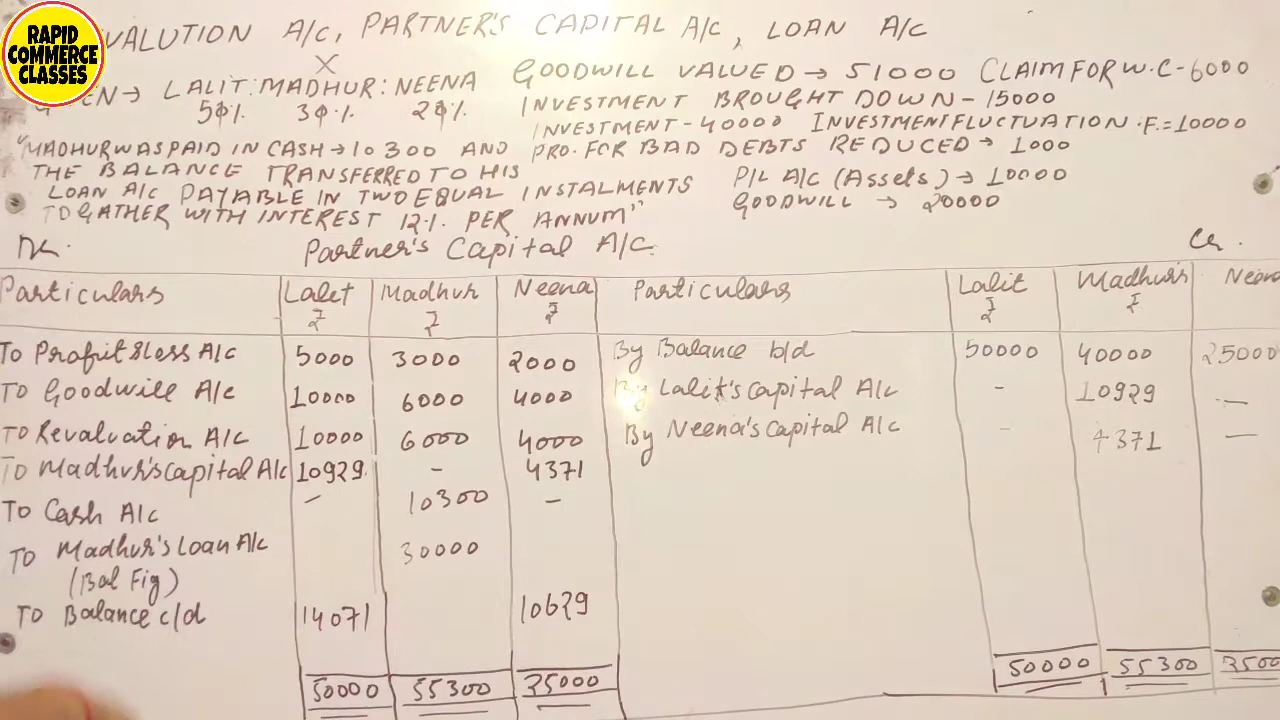 RAPID
COMMERCE
CLASSES
VALUTION A/C, PARTNER'S CAPITAL A/C, LOAN A/C
LALIT:MADHUR:NEENA
50% 30% 20%
GOODWILL VALUED → 51000 CLAIM FOR W.C-6000
INVESTMENT BROUGHT DOWN-15000
INVESTMENT-40000 INVESTMENT FLUCTUATION.F.=10000
"MADHUR WAS PAID IN CASH → 10300 AND
PRO. FOR BAD DEBTS REDUCED → 1000
THE BALANCE TRANSFERRED TO HIS
P/L A/C (Assets) → 10000
LOAN A/C PAYABLE IN TWO EQUAL INSTALMENTS
GOODWILL → 20000
TOGATHER WITH INTEREST 12% PER ANNUM"
Dr. Partner's Capital A/C Cr.
Particulars Lalit ₹ Madhur ₹ Neena ₹ Particulars Lalit ₹ Madhur's ₹ Neena
To Profit & loss A/c 5000 3000 2000 By Balance b/d 50000 40000 25000
To Goodwill A/c 10000 6000 4000 By Lalit's capital A/c - 10929 -
To Revaluation A/c 10000 6000 4000 By Neena's Capital A/c - 4371 -
To Madhur's capital A/c 10929 - 4371
To Cash A/c - 10300 -
To Madhur's Loan A/c 30000
(Bal Fig)
To Balance c/d 14071 10629
50000 55300 25000 50000 55300 2500